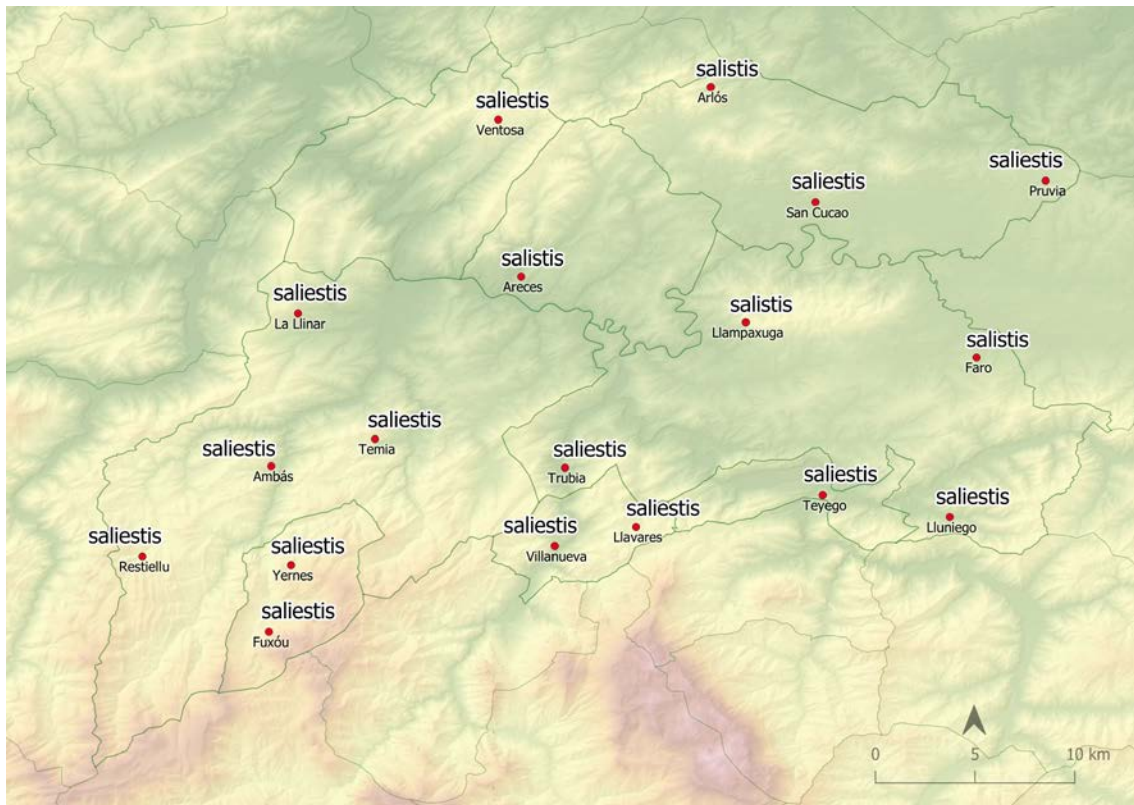 salistis
Arlós
saliestis
Ventosa
saliestis
Pruvia
saliestis
San Cucao
salistis
Areces
saliestis
La Llinar
salistis
Llampaxuga
salistis
Faro
saliestis
Temia
saliestis
Ambás
saliestis
Trubia
saliestis
Teyego
saliestis
Lluniego
saliestis
Llavares
saliestis
Villanueva
saliestis
Restiellu
saliestis
Yernes
saliestis
Fuxóu
0 5 10 km